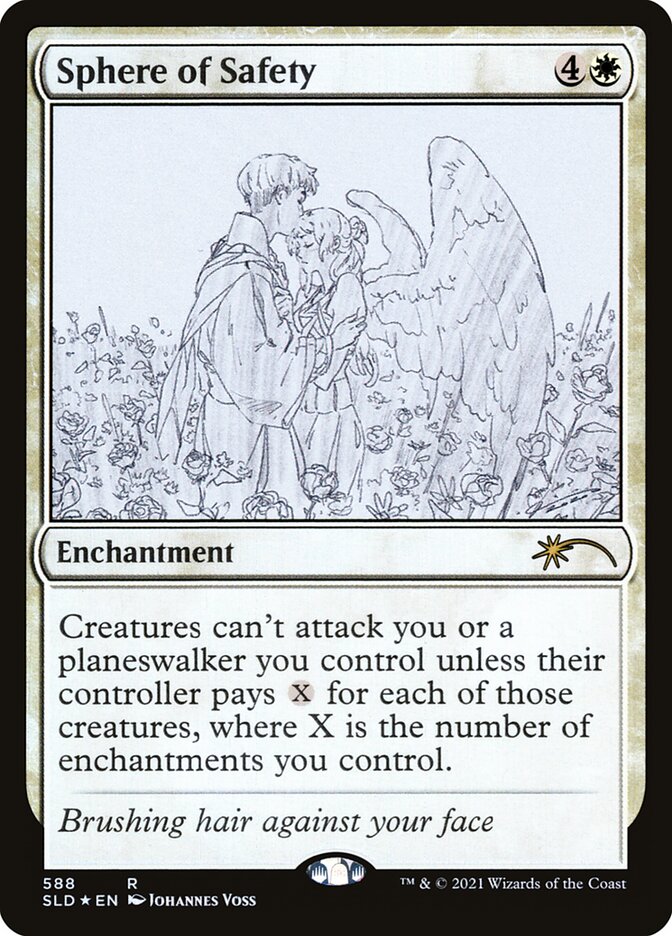 Sphere of Safety 4
Enchantment
Creatures can't attack you or a
planeswalker you control unless their
controller pays X for each of those
creatures, where X is the number of
enchantments you control.
Brushing hair against your face
588 R
SLD ★ EN Johannes Voss
™ & © 2021 Wizards of the Coast